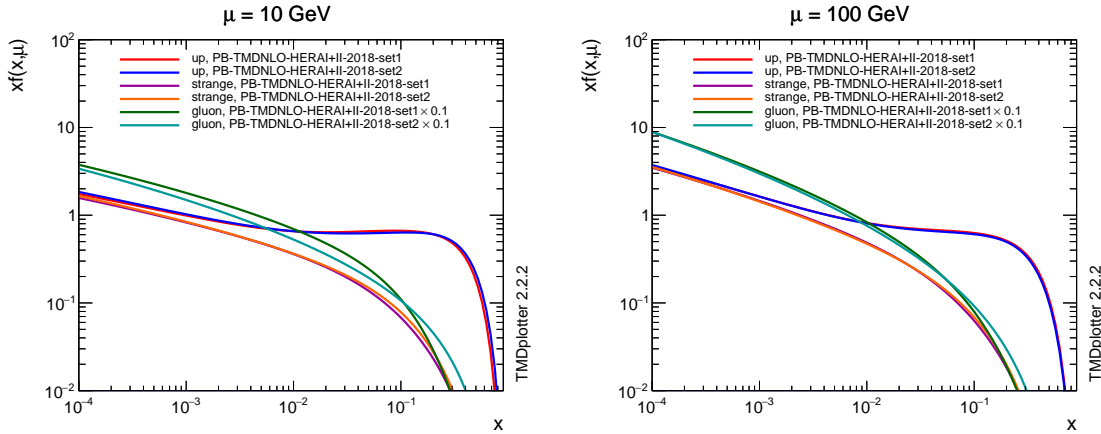 μ = 10 GeV
xf(x,μ)
10²
10
1
10⁻¹
10⁻²
up, PB-TMDNLO-HERAI+II-2018-set1
up, PB-TMDNLO-HERAI+II-2018-set2
strange, PB-TMDNLO-HERAI+II-2018-set1
strange, PB-TMDNLO-HERAI+II-2018-set2
gluon, PB-TMDNLO-HERAI+II-2018-set1 × 0.1
gluon, PB-TMDNLO-HERAI+II-2018-set2 × 0.1
10⁻⁴ 10⁻³ 10⁻² 10⁻¹
x
TMDplotter 2.2.2
μ = 100 GeV
xf(x,μ)
10²
10
1
10⁻¹
10⁻²
up, PB-TMDNLO-HERAI+II-2018-set1
up, PB-TMDNLO-HERAI+II-2018-set2
strange, PB-TMDNLO-HERAI+II-2018-set1
strange, PB-TMDNLO-HERAI+II-2018-set2
gluon, PB-TMDNLO-HERAI+II-2018-set1 × 0.1
gluon, PB-TMDNLO-HERAI+II-2018-set2 × 0.1
10⁻⁴ 10⁻³ 10⁻² 10⁻¹
x
TMDplotter 2.2.2